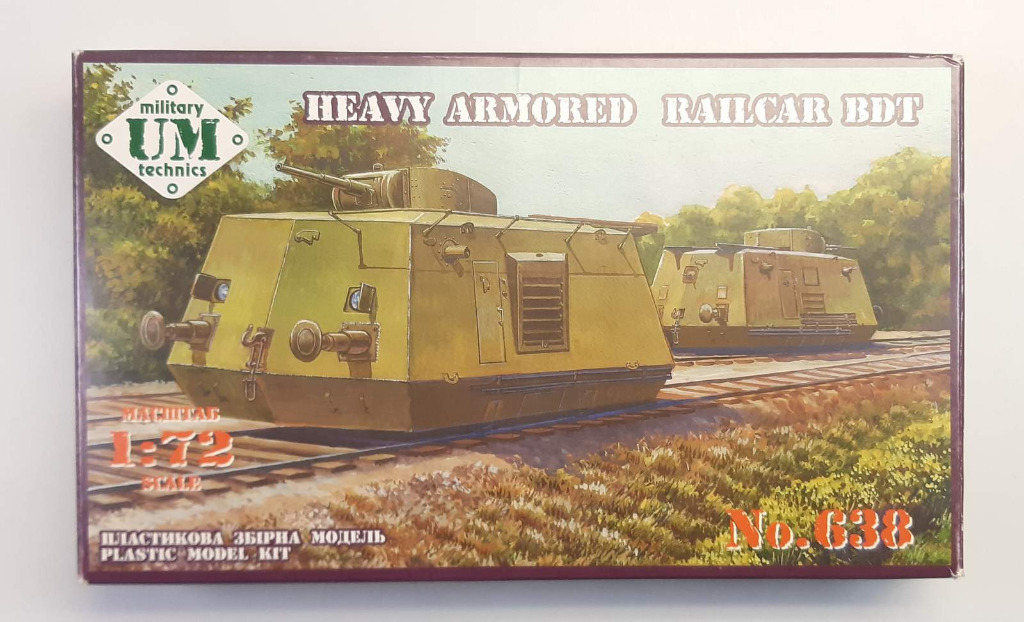 military
UM
technics
HEAVY ARMORED RAILCAR BDT
МАСШТАБ
1:72
SCALE
ПЛАСТИКОВА ЗБІРНА МОДЕЛЬ
PLASTIC MODEL KIT
No.638